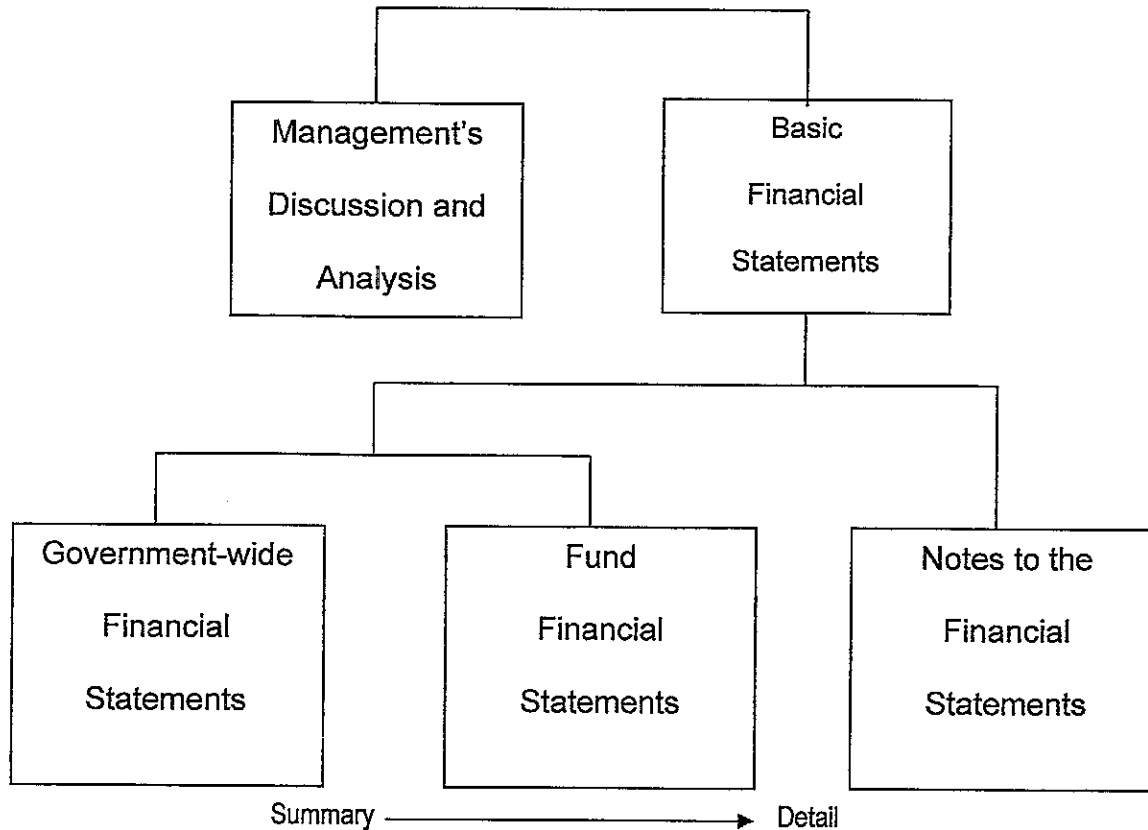 Management's
Discussion and
Analysis
Basic
Financial
Statements
Government-wide
Financial
Statements
Fund
Financial
Statements
Notes to the
Financial
Statements
Summary
Detail